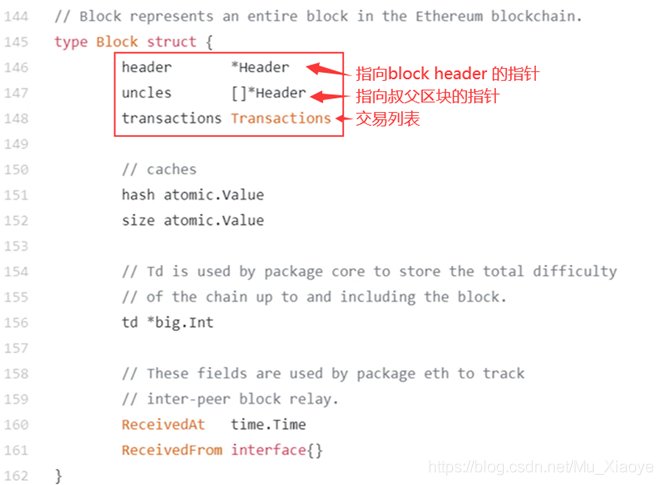 144 // Block represents an entire block in the Ethereum blockchain.
145 type Block struct {
146 header *Header 指向block header 的指针
147 uncles []*Header 指向叔父区块的指针
148 transactions Transactions 交易列表
149
150 // caches
151 hash atomic.Value
152 size atomic.Value
153
154 // Td is used by package core to store the total difficulty
155 // of the chain up to and including the block.
156 td *big.Int
157
158 // These fields are used by package eth to track
159 // inter-peer block relay.
160 ReceivedAt time.Time
161 ReceivedFrom interface{}
162 }
https://blog.csdn.net/Mu_Xiaoye